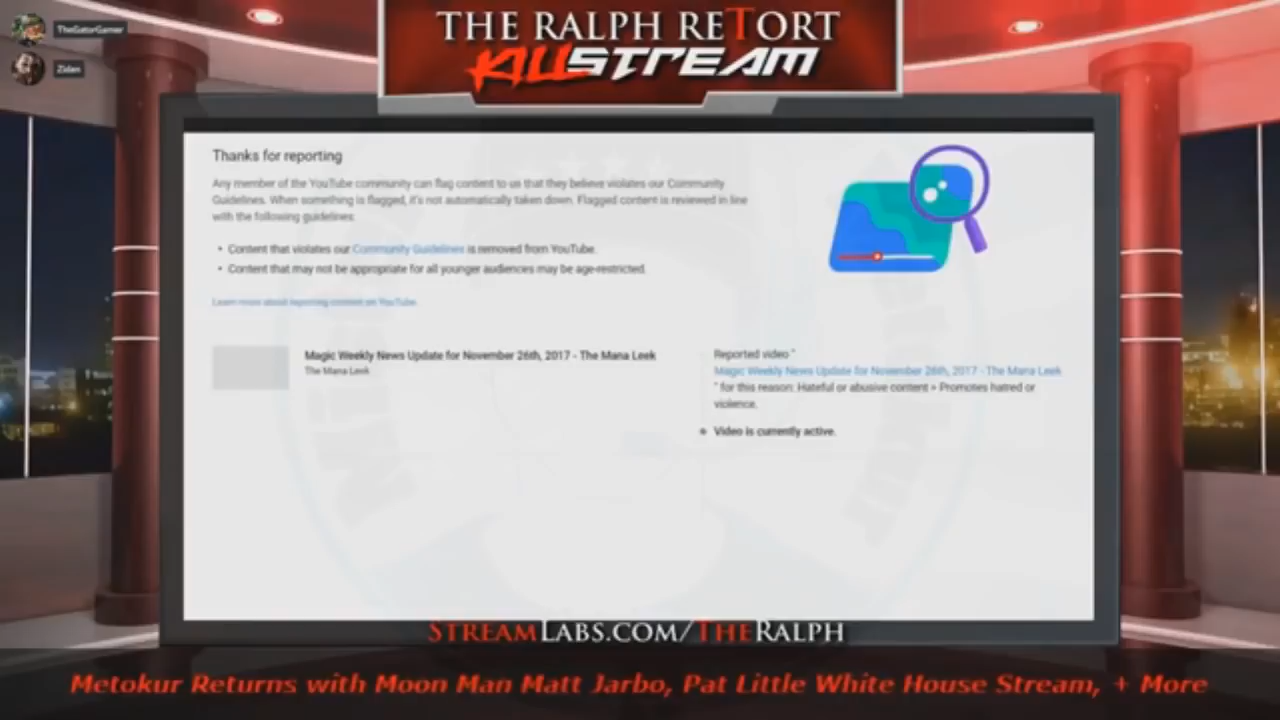 THE RALPH RETORT
KILLSTREAM
TheGatorGamer
Zidan
Thanks for reporting
Any member of the YouTube community can flag content to us that they believe violates our Community
Guidelines. When something is flagged, it's not automatically taken down. Flagged content is reviewed in line
with the following guidelines:
• Content that violates our Community Guidelines is removed from YouTube.
• Content that may not be appropriate for all younger audiences may be age-restricted.
Learn more about reporting content on YouTube.
Magic Weekly News Update for November 26th, 2017 - The Mana Leek
The Mana Leek
Reported video "
Magic Weekly News Update for November 26th, 2017 - The Mana Leek
" for this reason: Hateful or abusive content > Promotes hatred or
violence.
Video is currently active.
STREAMLABS.COM/THERALPH
Metokur Returns with Moon Man Matt Jarbo, Pat Little White House Stream, + More